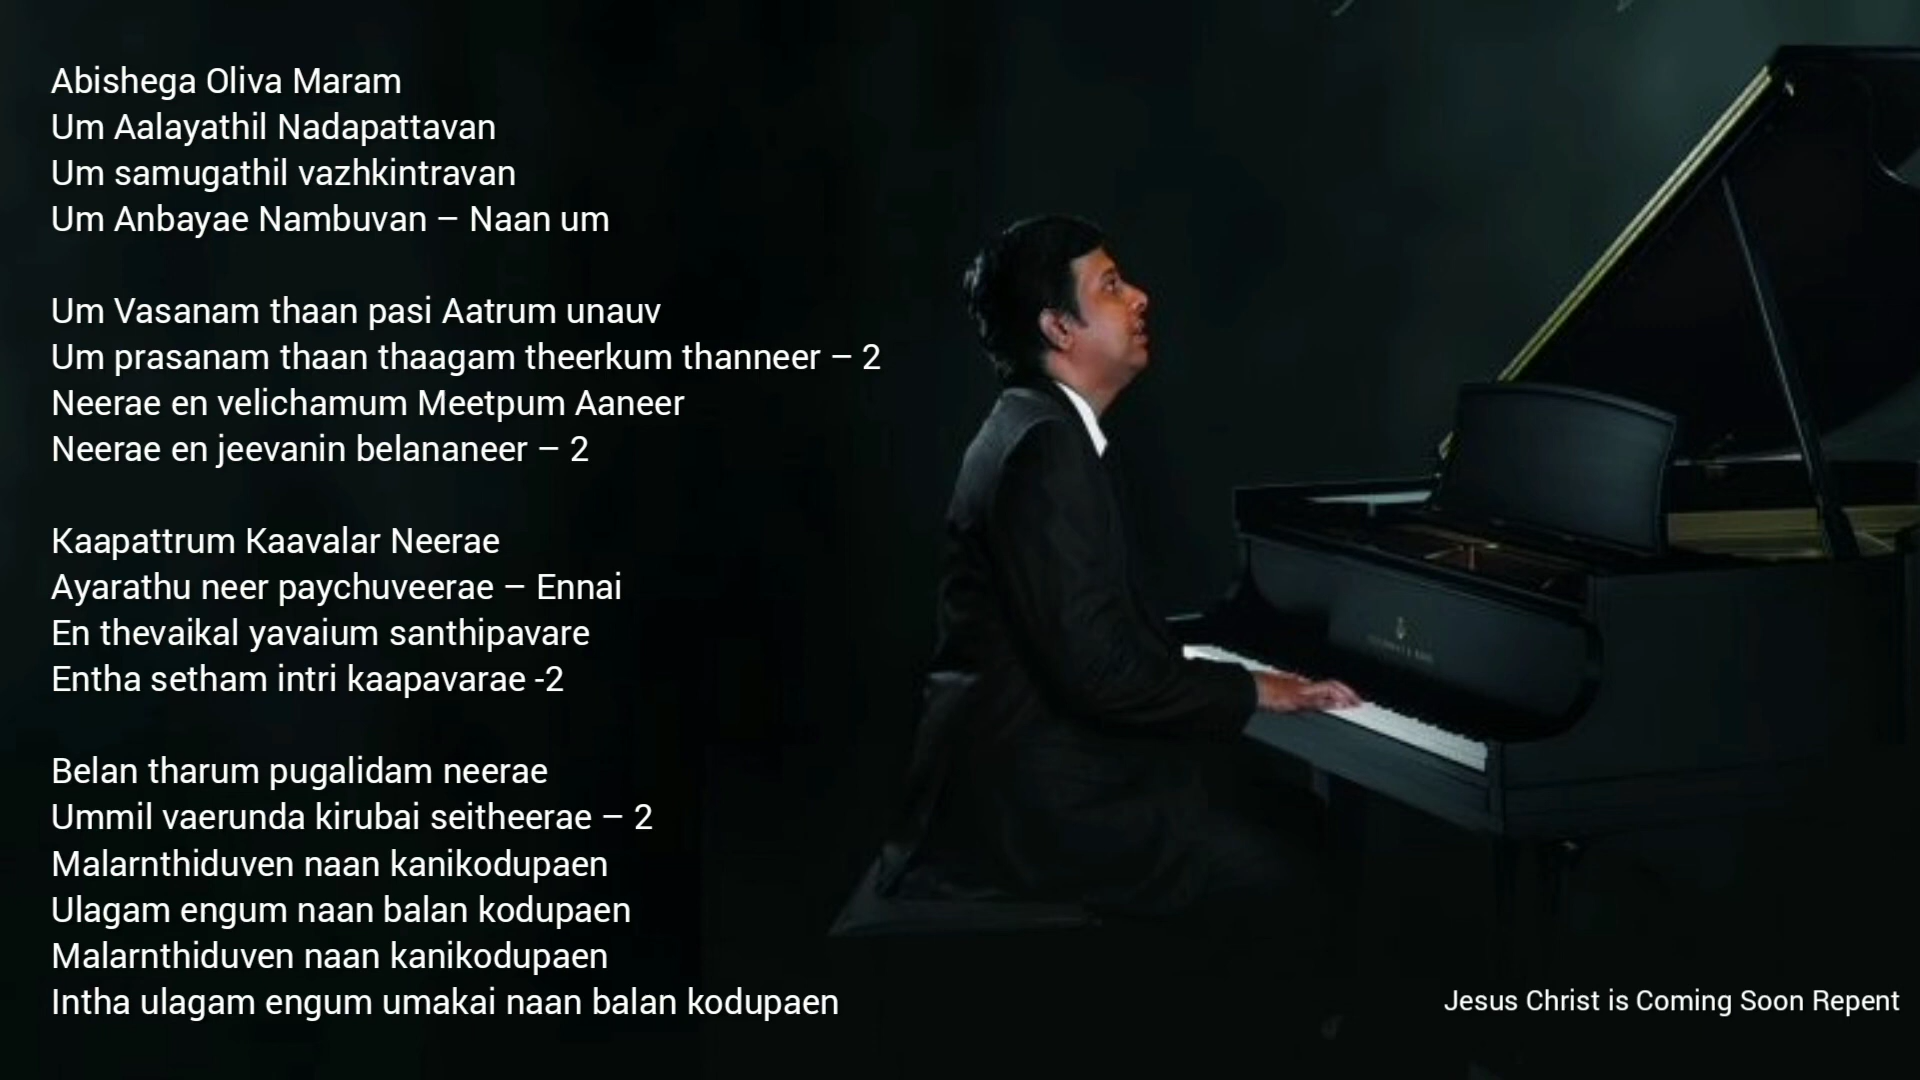 Abishega Oliva Maram
Um Aalayathil Nadapattavan
Um samugathil vazhkintravan
Um Anbayae Nambuvan – Naan um
Um Vasanam thaan pasi Aatrum unauv
Um prasanam thaan thaagam theerkum thanneer – 2
Neerae en velichamum Meetpum Aaneer
Neerae en jeevanin belananeer – 2
Kaapattrum Kaavalar Neerae
Ayarathu neer paychuveerae – Ennai
En thevaikal yavaium santhipavare
Entha setham intri kaapavarae -2
Belan tharum pugalidam neerae
Ummil vaerunda kirubai seitheerae – 2
Malarnthiduven naan kanikodupaen
Ulagam engum naan balan kodupaen
Malarnthiduven naan kanikodupaen
Intha ulagam engum umakai naan balan kodupaen
Jesus Christ is Coming Soon Repent